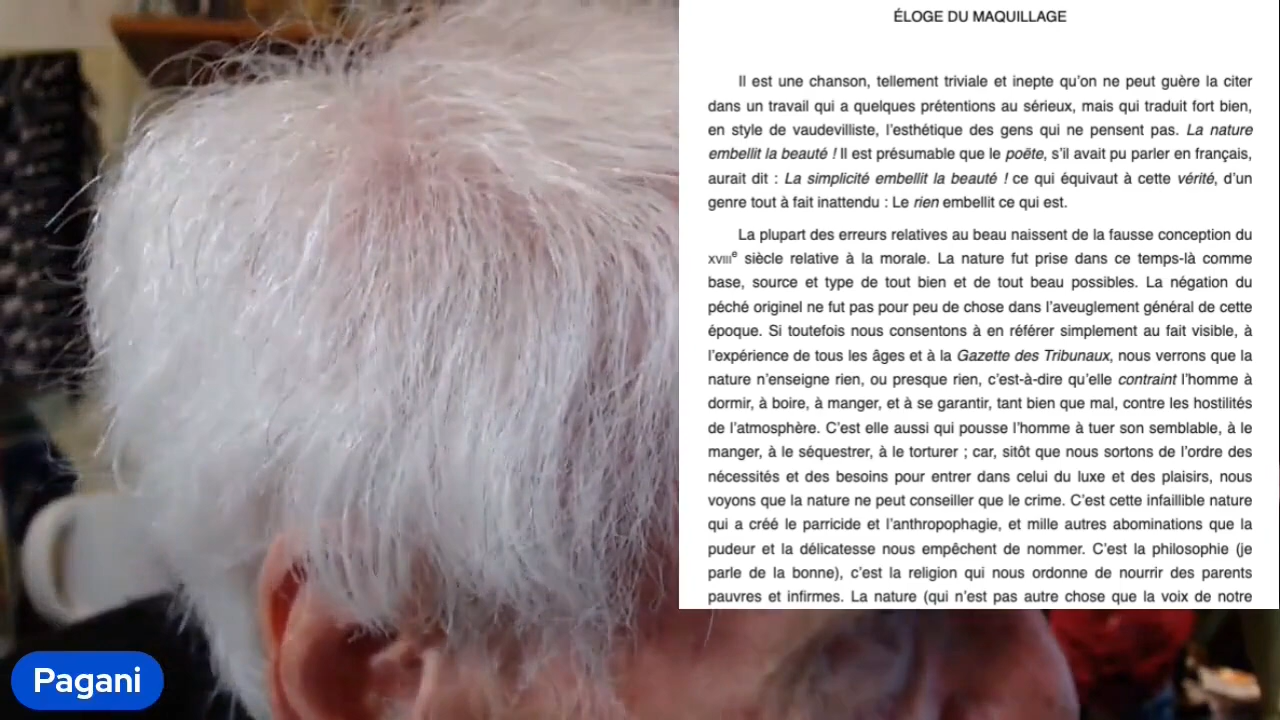 ÉLOGE DU MAQUILLAGE
Il est une chanson, tellement triviale et inepte qu’on ne peut guère la citer
dans un travail qui a quelques prétentions au sérieux, mais qui traduit fort bien,
en style de vaudevilliste, l’esthétique des gens qui ne pensent pas. La nature
embellit la beauté ! Il est présumable que le poëte, s’il avait pu parler en français,
aurait dit : La simplicité embellit la beauté ! ce qui équivaut à cette vérité, d’un
genre tout à fait inattendu : Le rien embellit ce qui est.
La plupart des erreurs relatives au beau naissent de la fausse conception du
XVIIIe siècle relative à la morale. La nature fut prise dans ce temps-là comme
base, source et type de tout bien et de tout beau possibles. La négation du
péché originel ne fut pas pour peu de chose dans l’aveuglement général de cette
époque. Si toutefois nous consentons à en référer simplement au fait visible, à
l’expérience de tous les âges et à la Gazette des Tribunaux, nous verrons que la
nature n’enseigne rien, ou presque rien, c’est-à-dire qu’elle contraint l’homme à
dormir, à boire, à manger, et à se garantir, tant bien que mal, contre les hostilités
de l’atmosphère. C’est elle aussi qui pousse l’homme à tuer son semblable, à le
manger, à le séquestrer, à le torturer ; car, sitôt que nous sortons de l’ordre des
nécessités et des besoins pour entrer dans celui du luxe et des plaisirs, nous
voyons que la nature ne peut conseiller que le crime. C’est cette infaillible nature
qui a créé le parricide et l’anthropophagie, et mille autres abominations que la
pudeur et la délicatesse nous empêchent de nommer. C’est la philosophie (je
parle de la bonne), c’est la religion qui nous ordonne de nourrir des parents
pauvres et infirmes. La nature (qui n’est pas autre chose que la voix de notre
Pagani